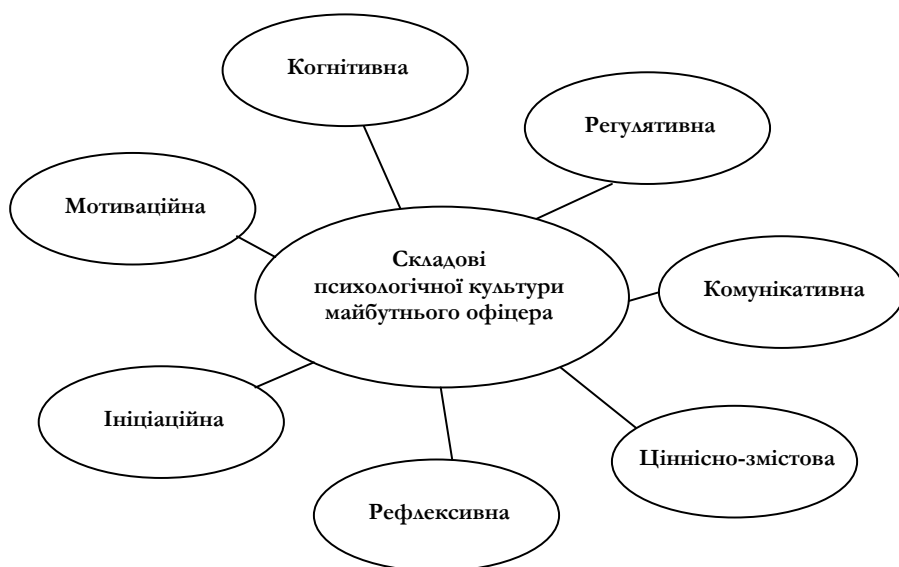 Когнітивна
Регулятивна
Мотиваційна
Складові
психологічної культури
майбутнього офіцера
Комунікативна
Ініціаційна
Ціннісно-змістова
Рефлексивна